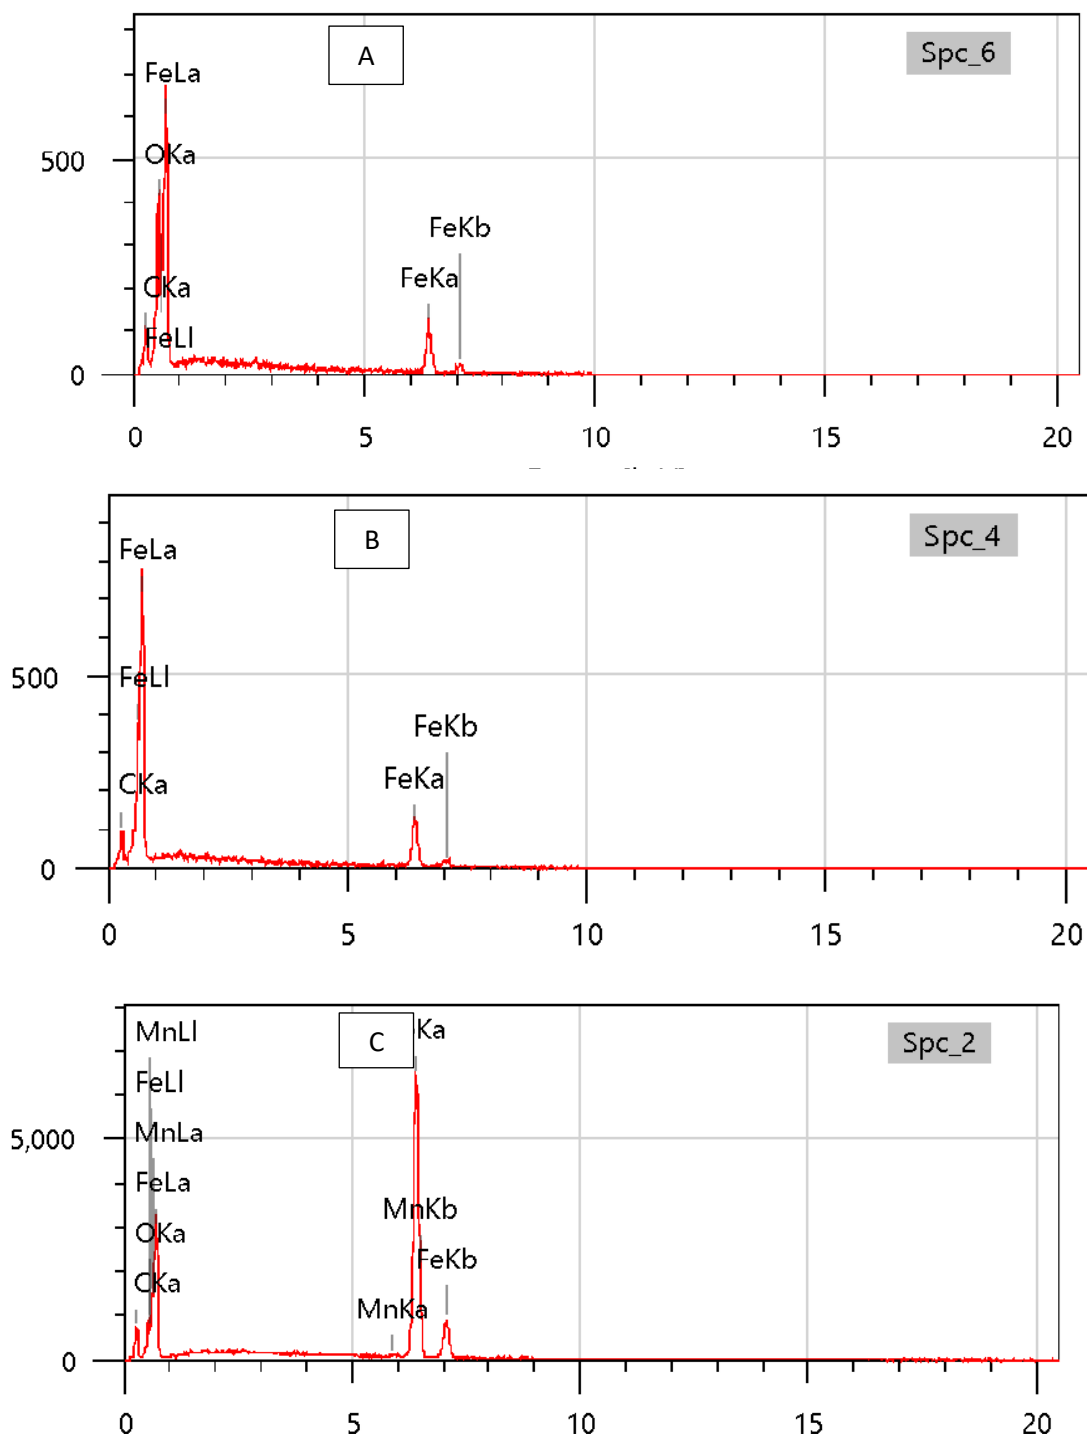 A
Spc_6
FeLa
OKa
CKa
FeLl
FeKb
FeKa
500
0
0 5 10 15 20
B
Spc_4
FeLa
FeLl
CKa
FeKb
FeKa
500
0
0 5 10 15 20
C
Spc_2
MnLl
FeLl
MnLa
FeLa
OKa
CKa
Ka
MnKb
FeKb
MnKa
5,000
0
0 5 10 15 20